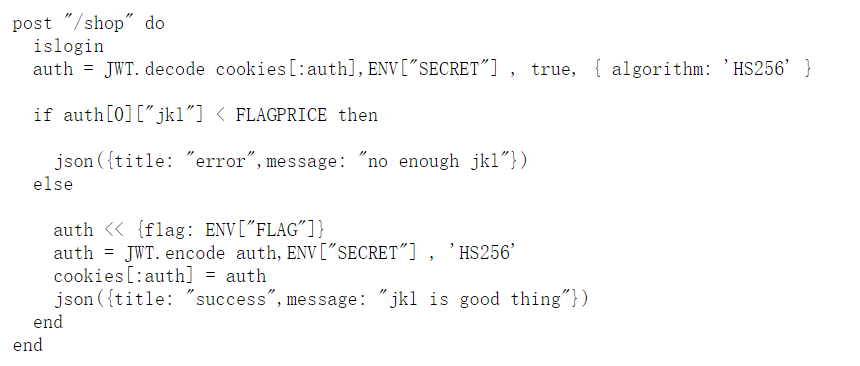 post "/shop" do
  islogin
  auth = JWT.decode cookies[:auth],ENV["SECRET"] , true, { algorithm: 'HS256' }
  if auth[0]["jkl"] < FLAGPRICE then
    json({title: "error",message: "no enough jkl"})
  else
    auth << {flag: ENV["FLAG"]}
    auth = JWT.encode auth,ENV["SECRET"] , 'HS256'
    cookies[:auth] = auth
    json({title: "success",message: "jkl is good thing"})
  end
end